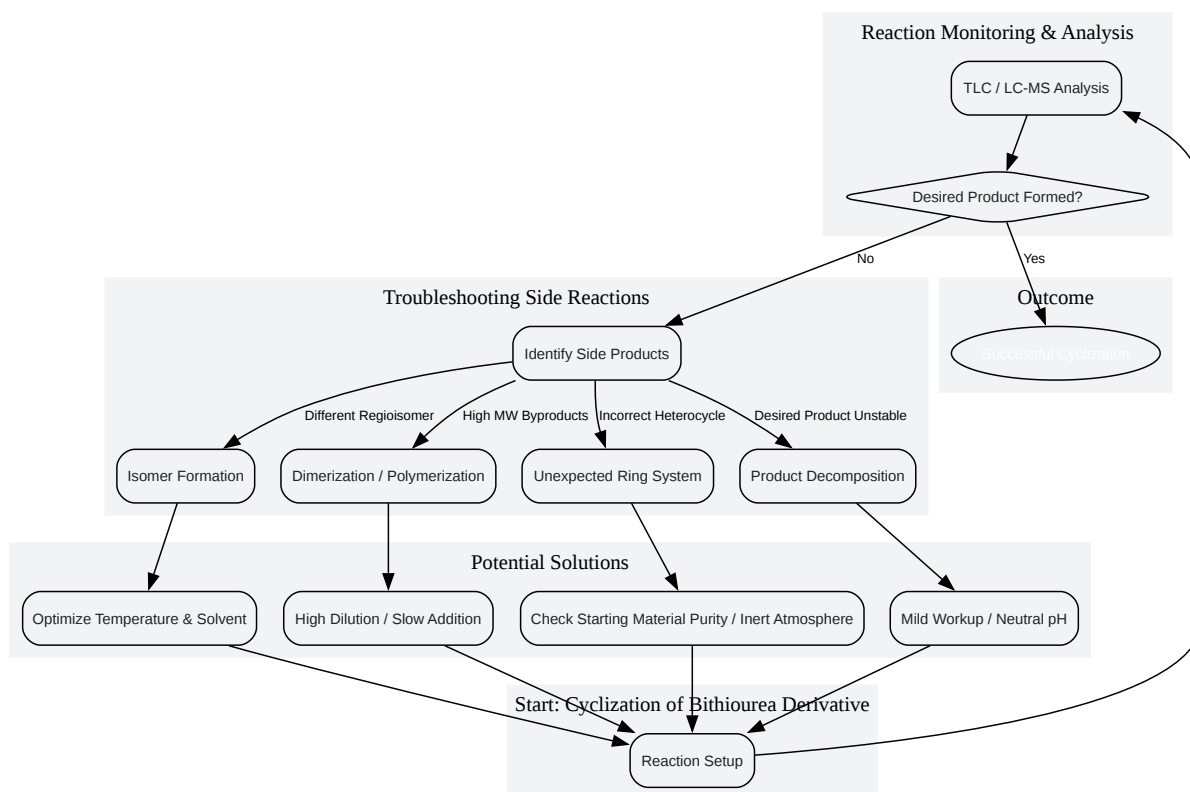 Reaction Monitoring & Analysis
TLC / LC-MS Analysis
Desired Product Formed?
No
Yes
Troubleshooting Side Reactions
Outcome
Identify Side Products
Successful Cyclization
Different Regioisomer
High MW Byproducts
Incorrect Heterocycle
Desired Product Unstable
Isomer Formation
Dimerization / Polymerization
Unexpected Ring System
Product Decomposition
Potential Solutions
Optimize Temperature & Solvent
High Dilution / Slow Addition
Check Starting Material Purity / Inert Atmosphere
Mild Workup / Neutral pH
Start: Cyclization of Bithiourea Derivative
Reaction Setup